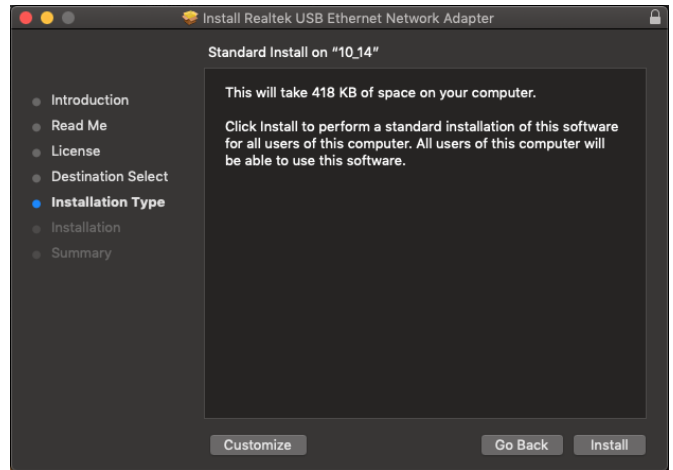 Install Realtek USB Ethernet Network Adapter
Standard Install on “10_14”
Introduction
Read Me
License
Destination Select
Installation Type
Installation
Summary
This will take 418 KB of space on your computer.
Click Install to perform a standard installation of this software
for all users of this computer. All users of this computer will
be able to use this software.
Customize
Go Back
Install